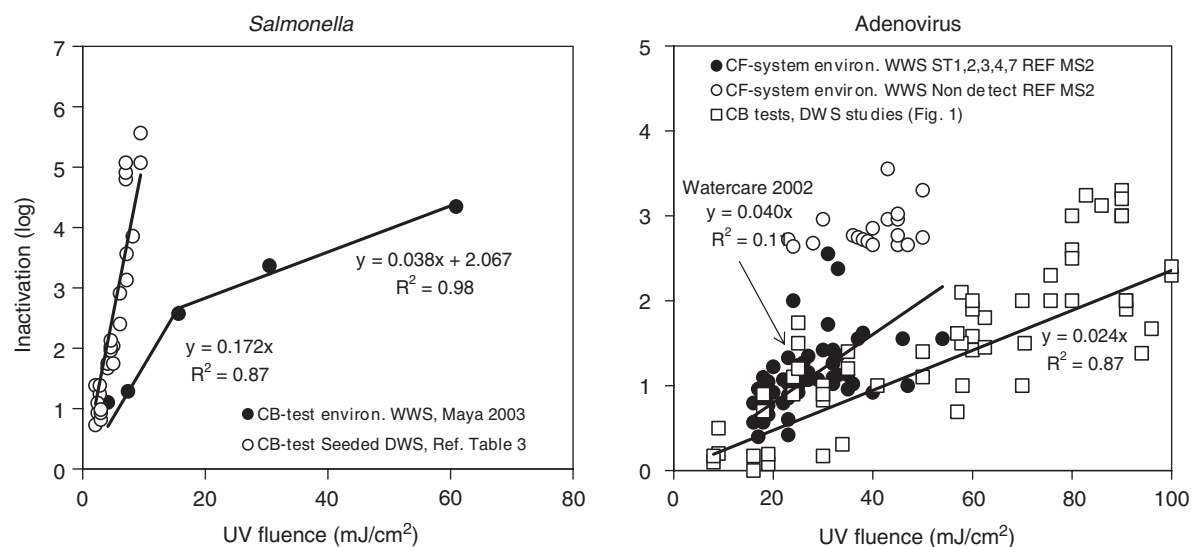 Salmonella
7
6
5
4
3
2
1
0
Inactivation (log)
y = 0.038x + 2.067
R² = 0.98
y = 0.172x
R² = 0.87
CB-test environ. WWS, Maya 2003
CB-test Seeded DWS, Ref. Table 3
0 20 40 60 80
UV fluence (mJ/cm²)
Adenovirus
5
4
3
2
1
0
CF-system environ. WWS ST1,2,3,4,7 REF MS2
CF-system environ. WWS Non detect REF MS2
CB tests, DWS studies (Fig. 1)
Watercare 2002
y = 0.040x
R² = 0.11
y = 0.024x
R² = 0.87
0 20 40 60 80 100
UV fluence (mJ/cm²)